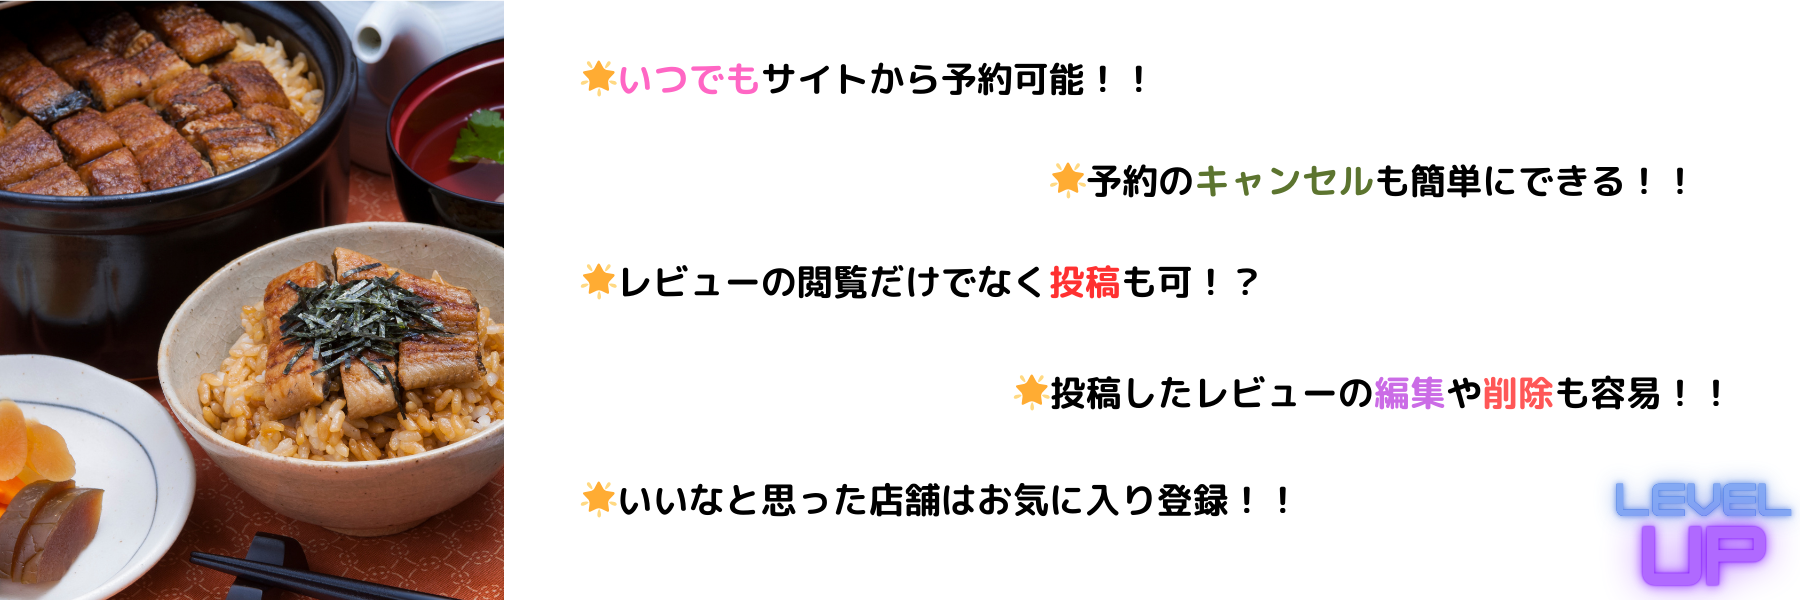 いつでもサイトから予約可能！！
予約のキャンセルも簡単にできる！！
レビューの閲覧だけでなく投稿も可！？
投稿したレビューの編集や削除も容易！！
いいなと思った店舗はお気に入り登録！！
LEVEL
UP